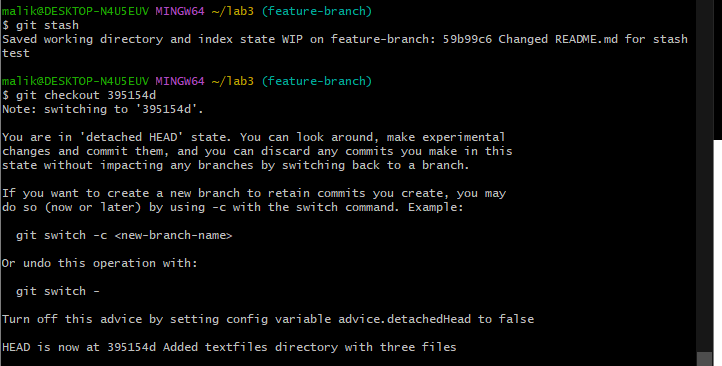 malik@DESKTOP-N4U5EUV MINGW64 ~/lab3 (feature-branch)
$ git stash
Saved working directory and index state WIP on feature-branch: 59b99c6 Changed README.md for stash
test
malik@DESKTOP-N4U5EUV MINGW64 ~/lab3 (feature-branch)
$ git checkout 395154d
Note: switching to '395154d'.
You are in 'detached HEAD' state. You can look around, make experimental
changes and commit them, and you can discard any commits you make in this
state without impacting any branches by switching back to a branch.
If you want to create a new branch to retain commits you create, you may
do so (now or later) by using -c with the switch command. Example:
git switch -c <new-branch-name>
Or undo this operation with:
git switch -
Turn off this advice by setting config variable advice.detachedHead to false
HEAD is now at 395154d Added textfiles directory with three files